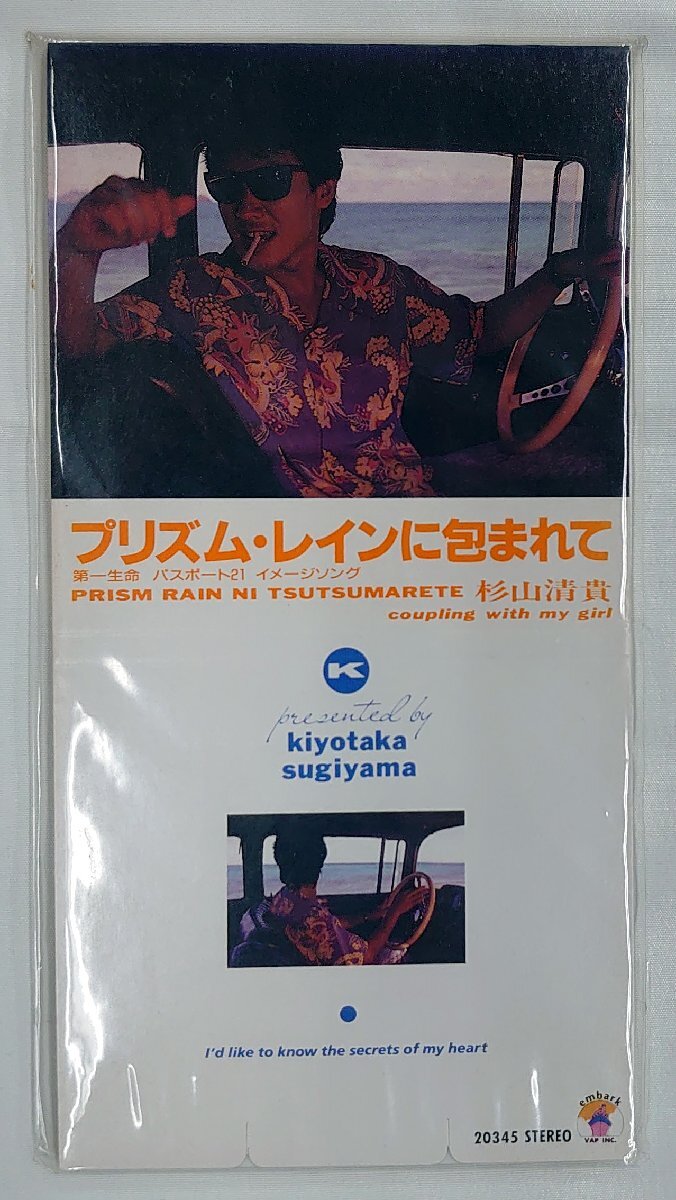 プリズム・レインに包まれて
第一生命 パスポート21 イメージソング
PRISM RAIN NI TSUTSUMARETE 杉山清貴
coupling with my girl
K
presented by
kiyotaka
sugiyama
I'd like to know the secrets of my heart
20345 STEREO
embark
VAP INC.